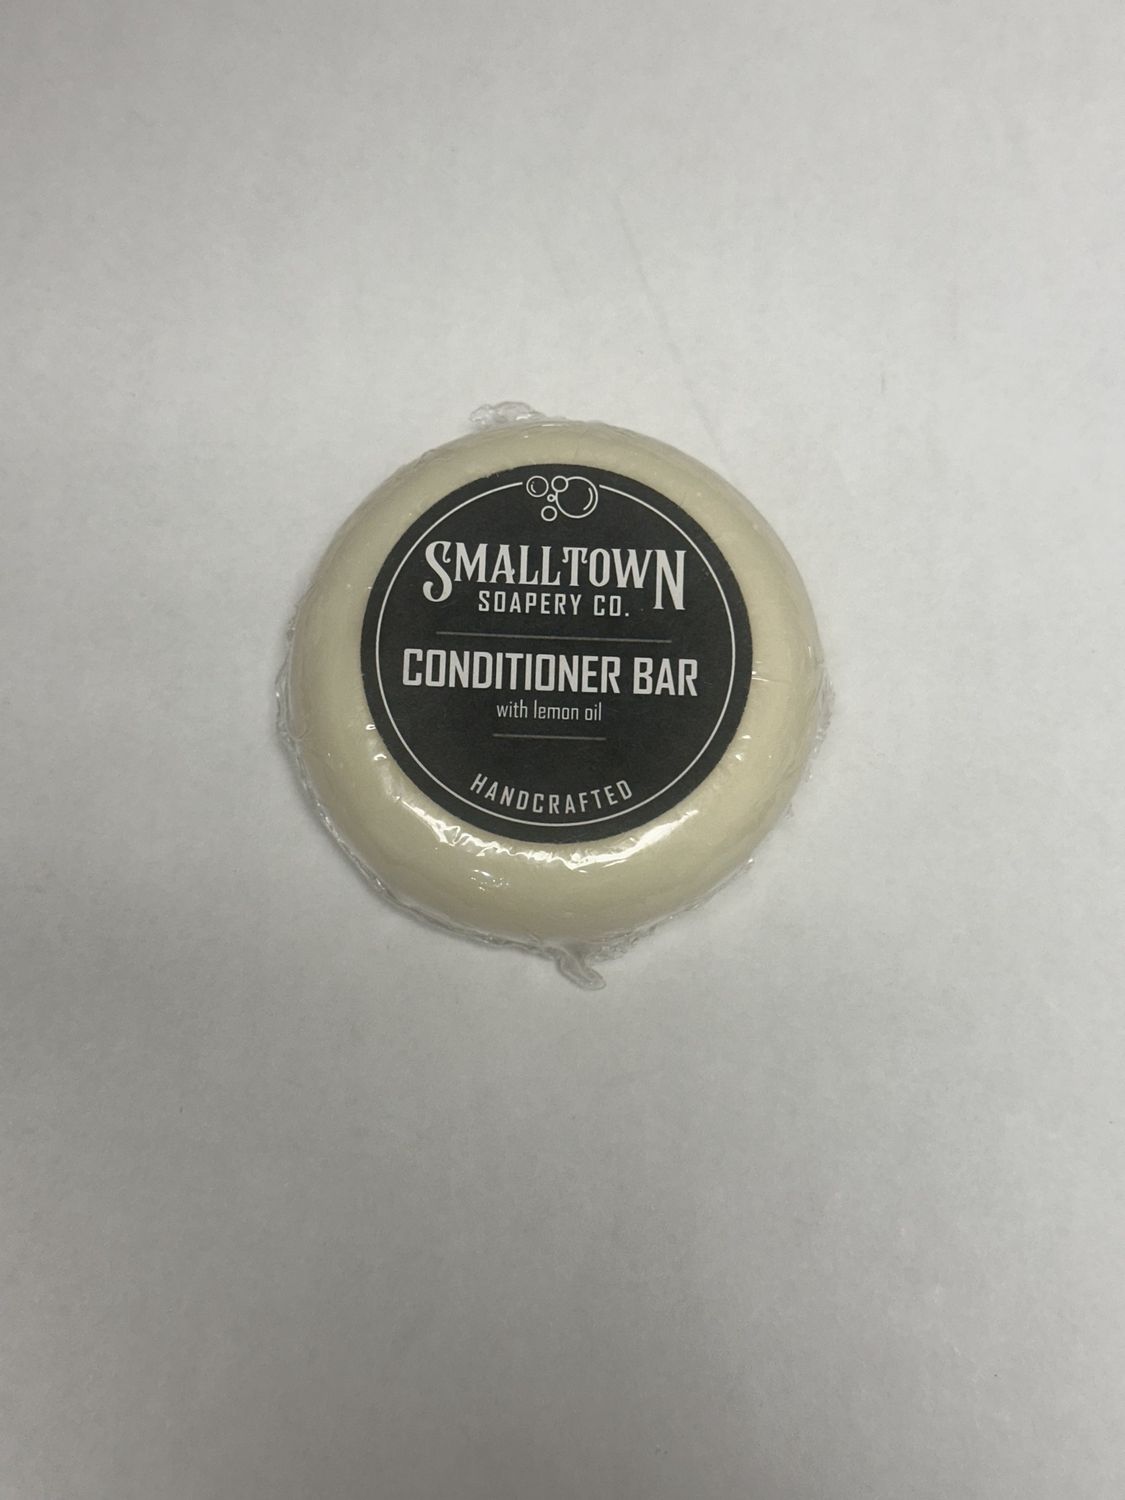 SMALLTOWN
SOAPERY CO.
CONDITIONER BAR
with lemon oil
HANDCRAFTED